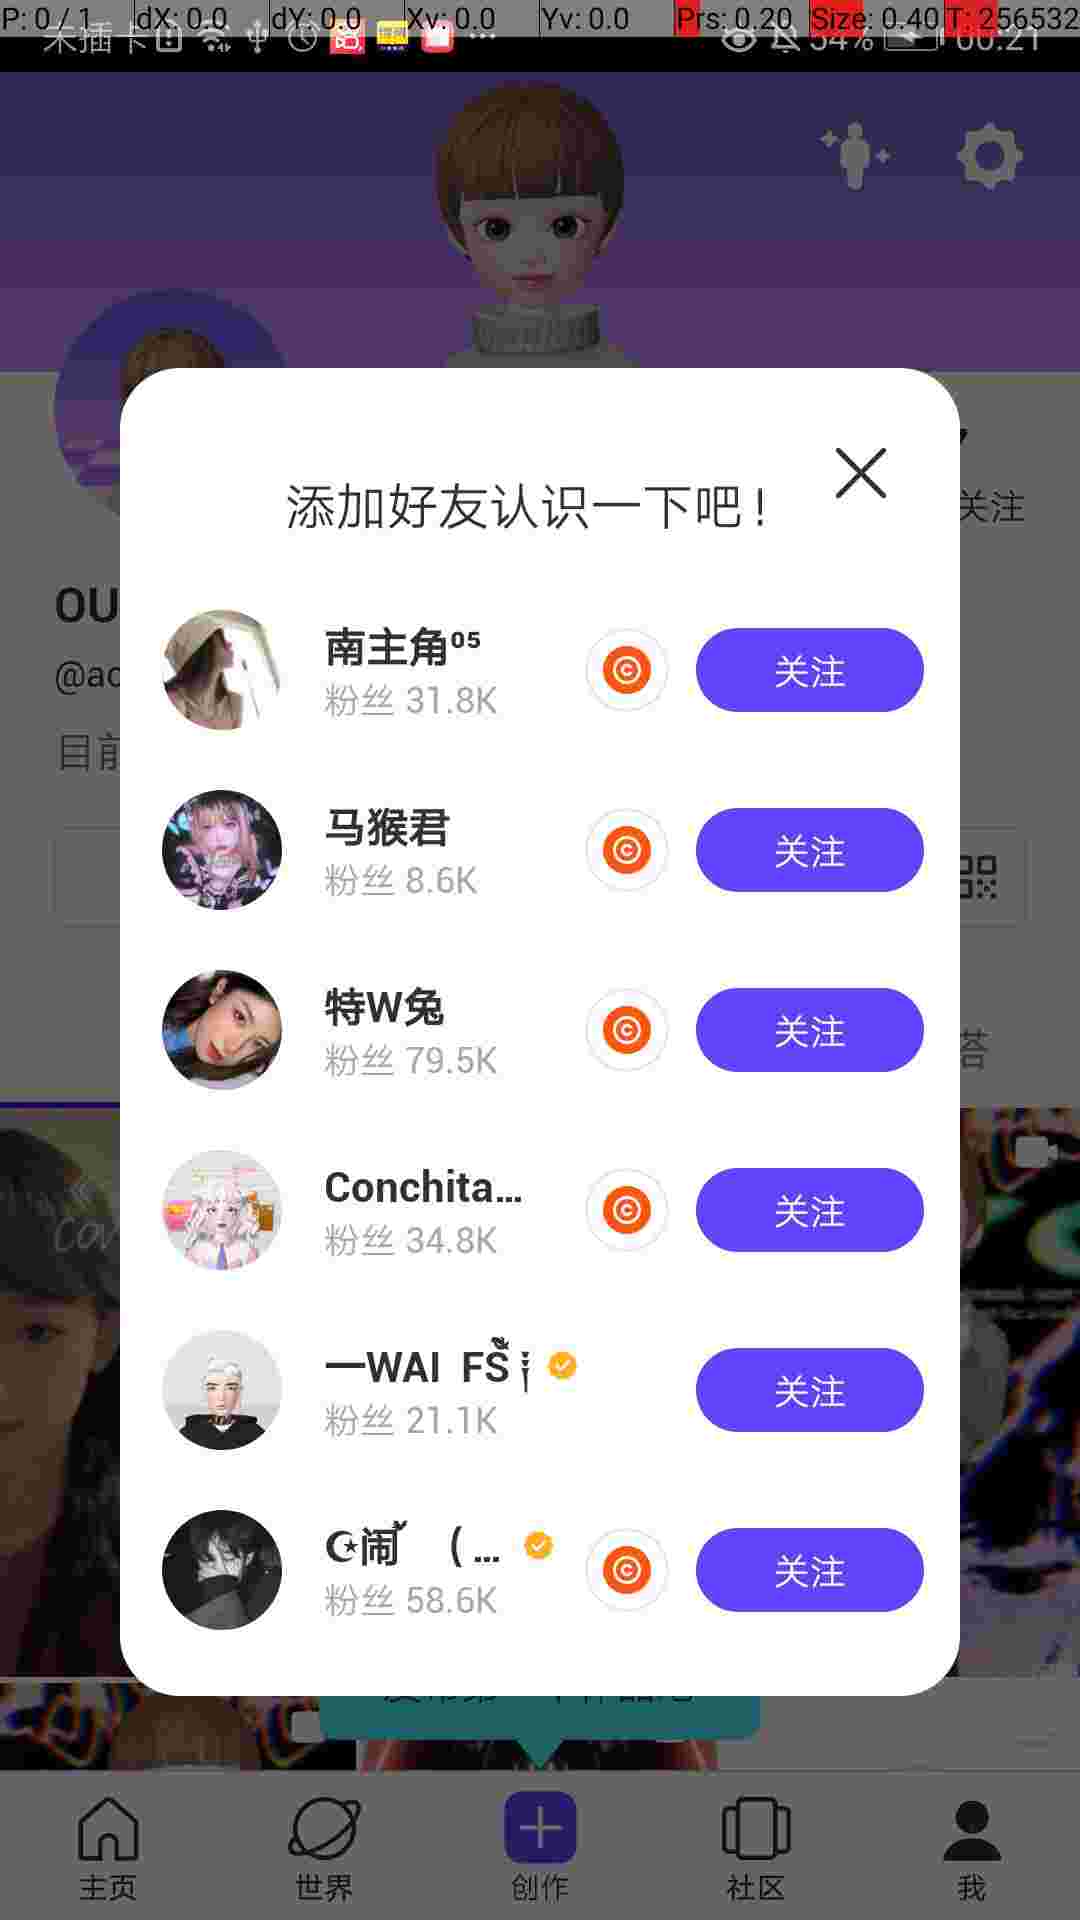 P: 0 / 1 dX: 0.0 dY: 0.0 Xv: 0.0 Yv: 0.0 Prs: 0.20 Size: 0.40 T: 256532
未插卡 54% 00:21
添加好友认识一下吧!
关注
OU
@ac
目前
南主角⁰⁵
粉丝 31.8K
关注
马猴君
粉丝 8.6K
关注
特W兔
粉丝 79.5K
关注
答
Conchita...
粉丝 34.8K
关注
一WAI FS
粉丝 21.1K
关注
☪闹 ( ...
粉丝 58.6K
关注
主页 世界 创作 社区 我